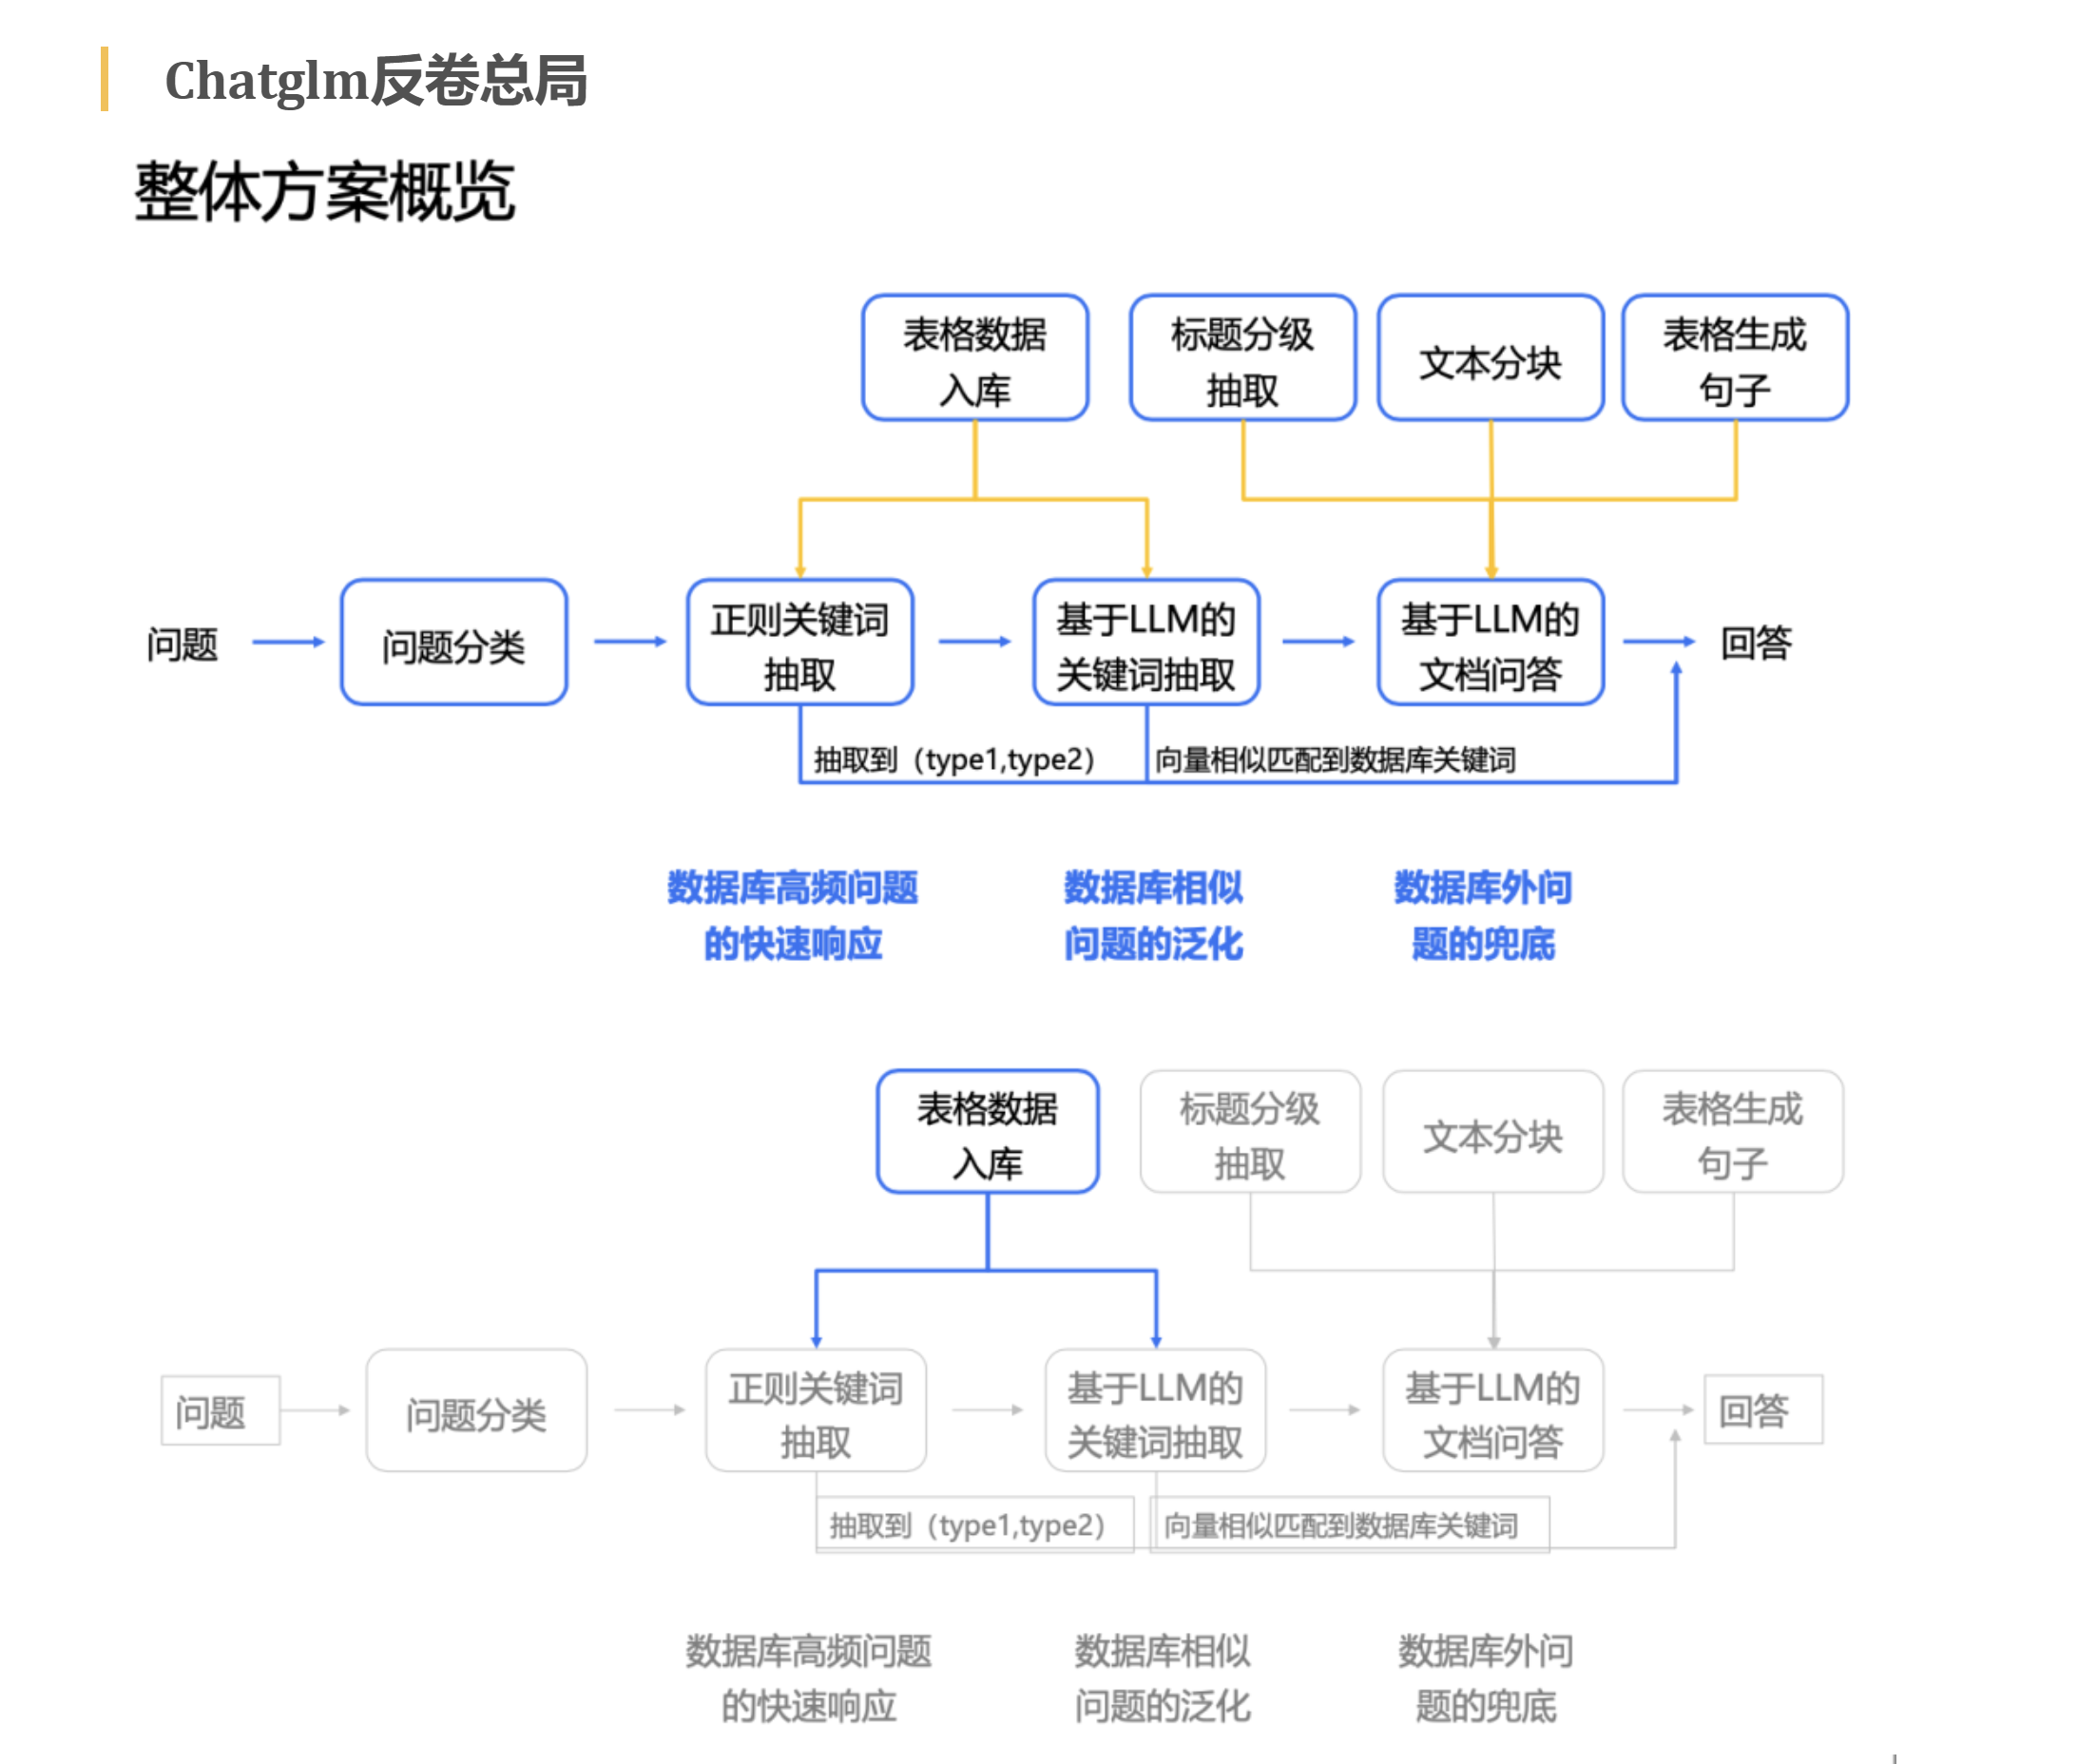 Chatglm反卷总局
整体方案概览
表格数据
入库
标题分级
抽取
文本分块
表格生成
句子
问题
问题分类
正则关键词
抽取
基于LLM的
关键词抽取
基于LLM的
文档问答
回答
抽取到（type1,type2）
向量相似匹配到数据库关键词
数据库高频问题
的快速响应
数据库相似
问题的泛化
数据库外问
题的兜底
表格数据
入库
标题分级
抽取
文本分块
表格生成
句子
问题
问题分类
正则关键词
抽取
基于LLM的
关键词抽取
基于LLM的
文档问答
回答
抽取到（type1,type2）
向量相似匹配到数据库关键词
数据库高频问题
的快速响应
数据库相似
问题的泛化
数据库外问
题的兜底